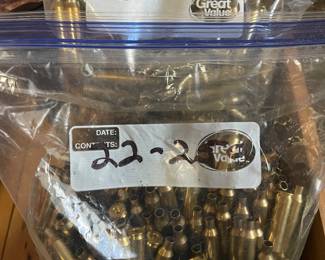 Great
Value
DATE:
CONTENTS:
22-2
Great
Value